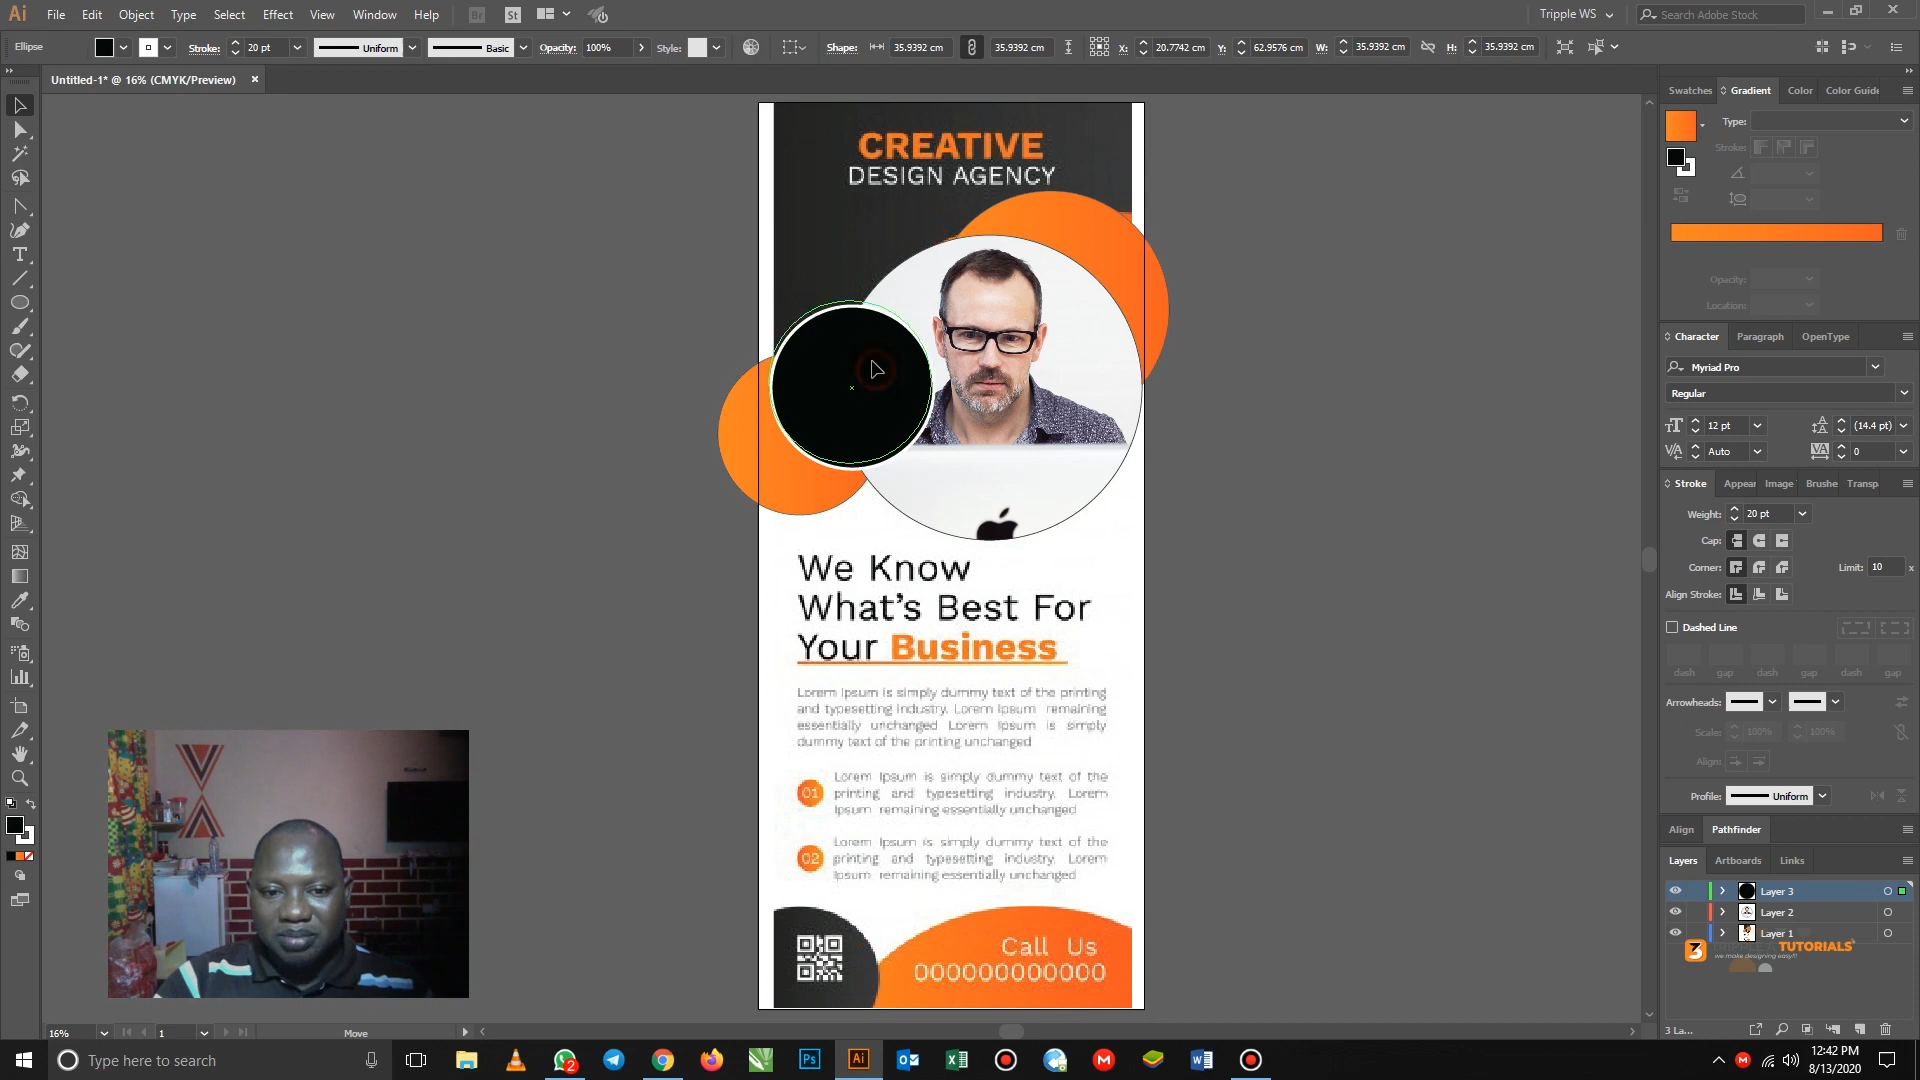 Ai File Edit Object Type Select Effect View Window Help Br St Tripple WS Search Adobe Stock
Ellipse Stroke: 20 pt Uniform Basic Opacity: 100% Style: Shape: 35.9392 cm 35.9392 cm X: 20.7742 cm Y: 62.9576 cm W: 35.9392 cm H: 35.9392 cm
Untitled-1* @ 16% (CMYK/Preview)
CREATIVE
DESIGN AGENCY
We Know
What's Best For
Your Business
Lorem Ipsum is simply dummy text of the printing
and typesetting industry. Lorem Ipsum remaining
essentially unchanged Lorem Ipsum is simply
dummy text of the printing unchanged
01
Lorem Ipsum is simply dummy text of the
printing and typesetting industry. Lorem
Ipsum remaining essentially unchanged
02
Lorem Ipsum is simply dummy text of the
printing and typesetting industry. Lorem
Ipsum remaining essentially unchanged
Call Us
000000000000
Swatches Gradient Color Color Guide
Type:
Stroke:
Opacity:
Location:
Character Paragraph OpenType
Myriad Pro
Regular
12 pt (14.4 pt)
Auto 0
Stroke Appear Image Brushe Transp
Weight: 20 pt
Cap:
Corner: Limit: 10 x
Align Stroke:
Dashed Line
dash gap dash gap dash gap
Arrowheads:
Scale: 100% 100%
Align:
Profile: Uniform
Align Pathfinder
Layers Artboards Links
Layer 3
Layer 2
Layer 1
TUTORIALS
we make designing easy!!!
3 La...
16% 1 Move
Type here to search 2 Ps Ai
12:42 PM
8/13/2020